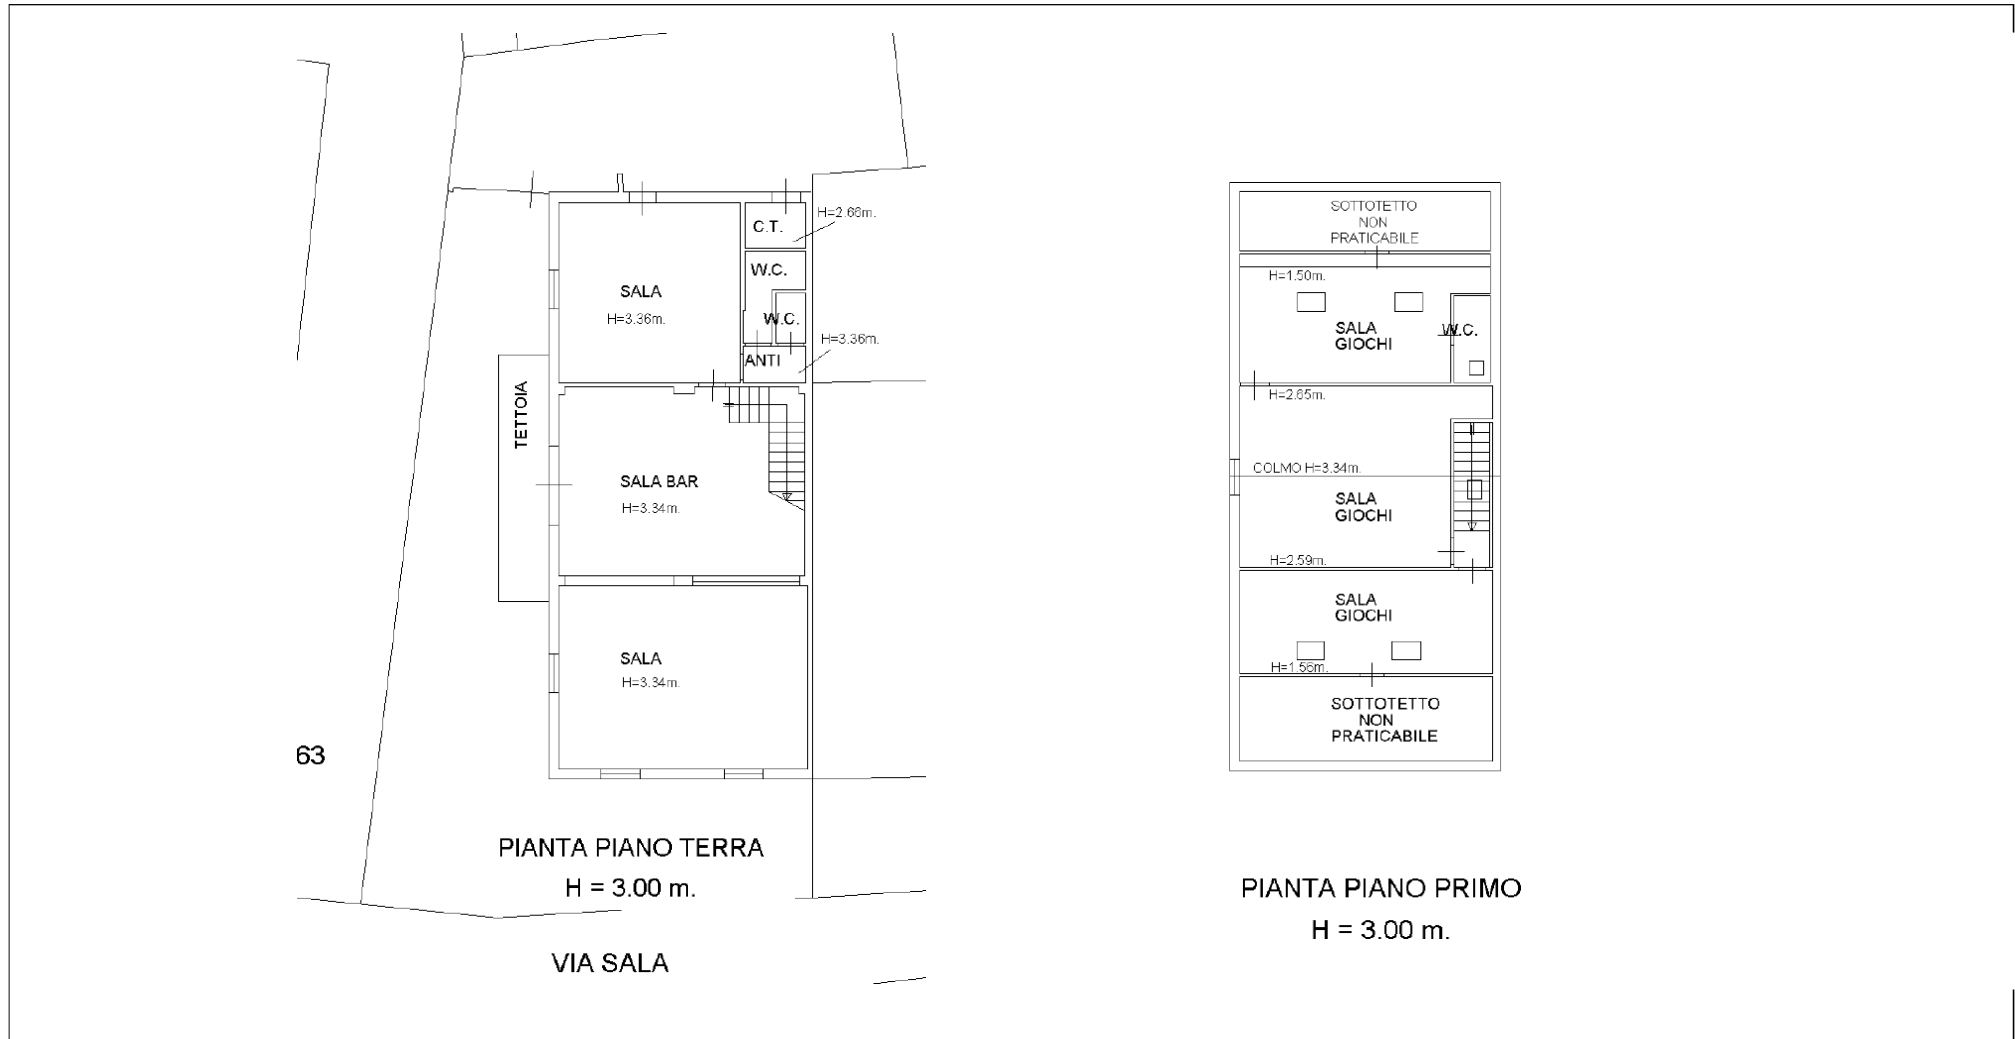 C.T.
H=2.66m.
W.C.
SALA
H=3.36m.
W.C.
H=3.36m.
ANTI
TETTOIA
SALA BAR
H=3.34m.
SALA
H=3.34m.
63
PIANTA PIANO TERRA
H = 3.00 m.
VIA SALA
SOTTOTETTO
NON
PRATICABILE
H=1.50m.
SALA
GIOCHI
W.C.
H=2.65m.
COLMO H=3.34m.
SALA
GIOCHI
H=2.59m.
SALA
GIOCHI
H=1.56m.
SOTTOTETTO
NON
PRATICABILE
PIANTA PIANO PRIMO
H = 3.00 m.